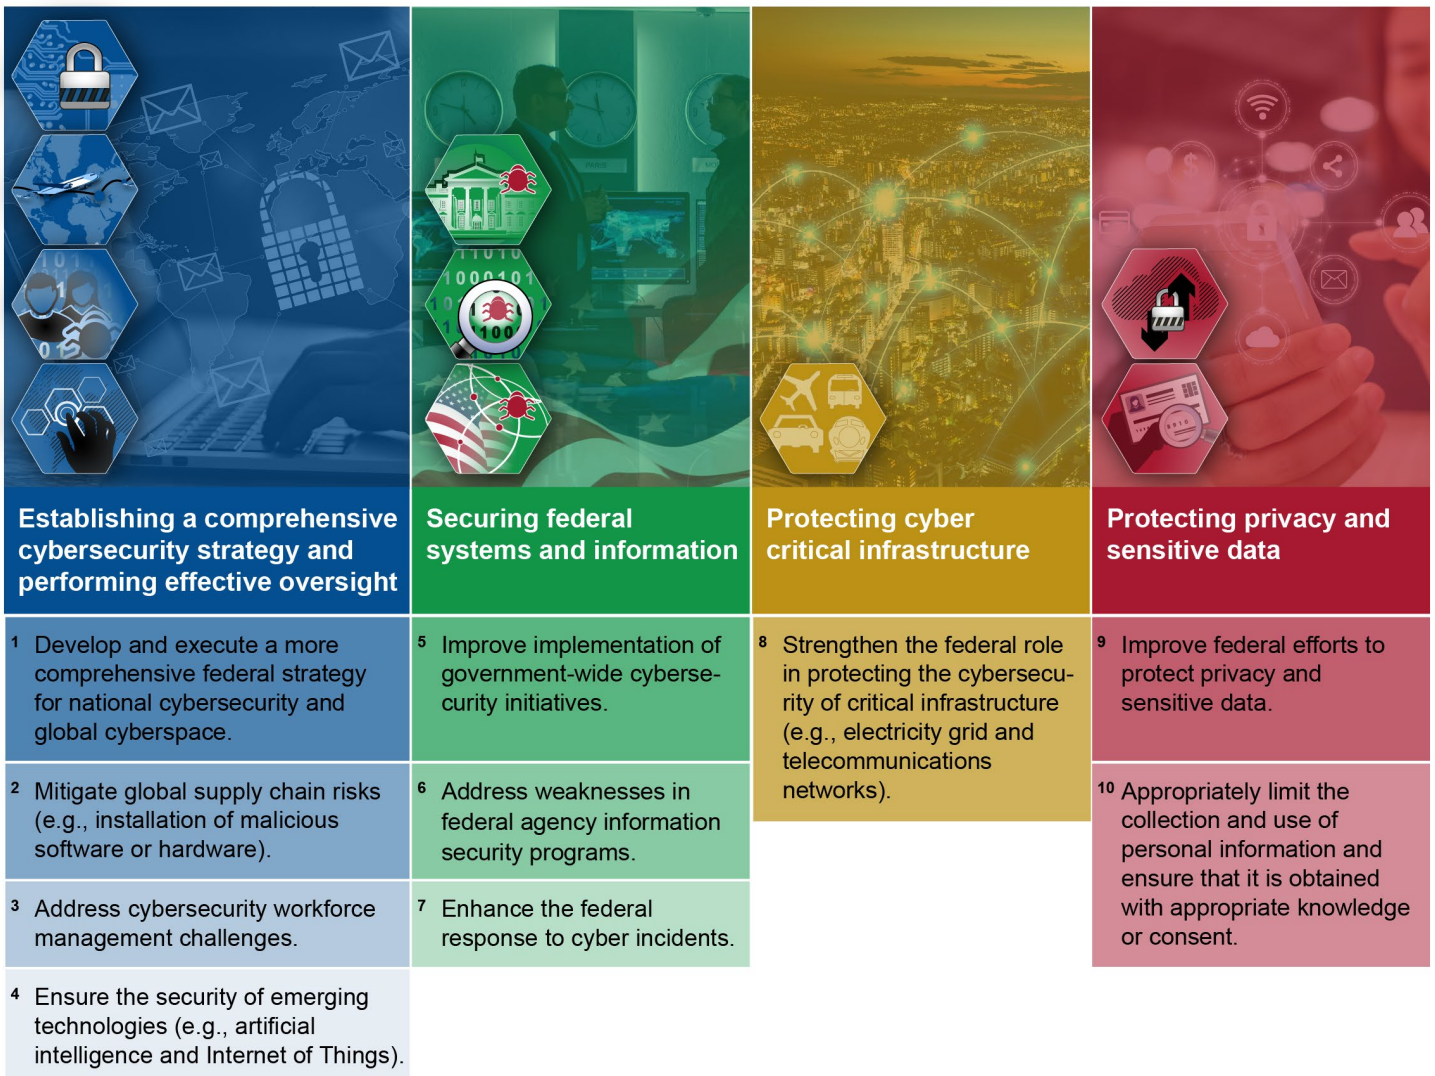 Establishing a comprehensive
cybersecurity strategy and
performing effective oversight
1 Develop and execute a more
comprehensive federal strategy
for national cybersecurity and
global cyberspace.
2 Mitigate global supply chain risks
(e.g., installation of malicious
software or hardware).
3 Address cybersecurity workforce
management challenges.
4 Ensure the security of emerging
technologies (e.g., artificial
intelligence and Internet of Things).
11010
1000101
1100
Securing federal
systems and information
5 Improve implementation of
government-wide cyberse-
curity initiatives.
6 Address weaknesses in
federal agency information
security programs.
7 Enhance the federal
response to cyber incidents.
Protecting cyber
critical infrastructure
8 Strengthen the federal role
in protecting the cybersecu-
rity of critical infrastructure
(e.g., electricity grid and
telecommunications
networks).
Protecting privacy and
sensitive data
9 Improve federal efforts to
protect privacy and
sensitive data.
10 Appropriately limit the
collection and use of
personal information and
ensure that it is obtained
with appropriate knowledge
or consent.